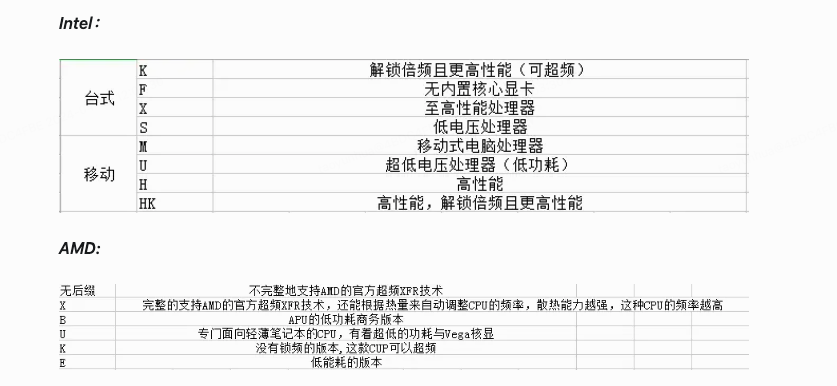 Intel：
台式
K 解锁倍频且更高性能（可超频）
F 无内置核心显卡
X 至高性能处理器
S 低电压处理器
移动
M 移动式电脑处理器
U 超低电压处理器（低功耗）
H 高性能
HK 高性能，解锁倍频且更高性能
AMD:
无后缀 不完整地支持AMD的官方超频XFR技术
X 完整的支持AMD的官方超频XFR技术，还能根据热量来自动调整CPU的频率，散热能力越强，这种CPU的频率越高
B APU的低功耗商务版本
U 专门面向轻薄笔记本的CPU，有着超低的功耗与Vega核显
K 没有锁频的版本,这款CUP可以超频
E 低能耗的版本